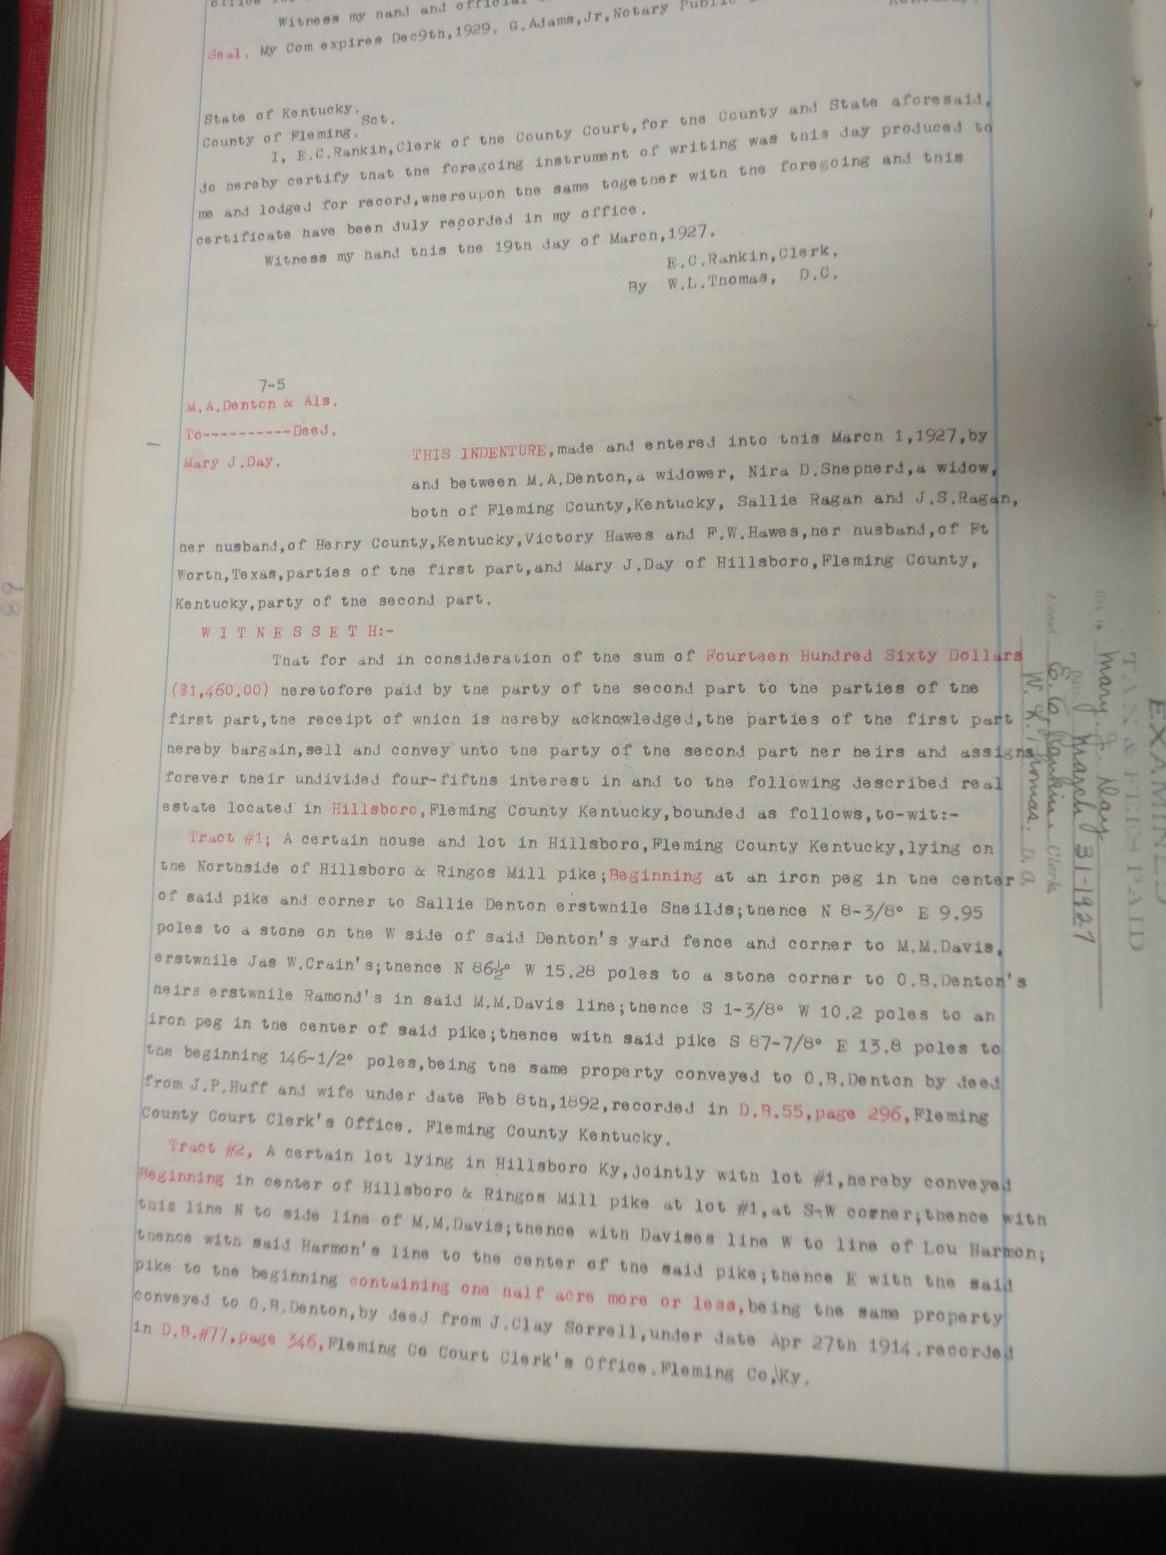 Witness my hand and official
Seal. My Com expires Dec9th,1929. G.Adams,Jr,Notary Public
State of Kentucky.
Sct.
County of Fleming.
I, E.C.Rankin,Clerk of the County Court,for the County and State aforesaid,
do hereby certify that the foregoing instrument of writing was this day produced to
me and lodged for record,whereupon the same together with the foregoing and this
certificate have been duly recorded in my office.
Witness my hand this the 19th day of March,1927.
E.C.Rankin,Clerk.
By W.L.Thomas, D.C.
7-5
M.A.Denton & Als.
To----------Deed.
Mary J.Day.
THIS INDENTURE,made and entered into this March 1,1927,by
and between M.A.Denton,a widower, Nira D.Shepherd,a widow,
both of Fleming County,Kentucky, Sallie Ragan and J.S.Ragan,
her husband,of Henry County,Kentucky,Victory Hawes and F.W.Hawes,her husband,of Ft
Worth,Texas,parties of the first part,and Mary J.Day of Hillsboro,Fleming County,
Kentucky,party of the second part.
W I T N E S S E T H:-
That for and in consideration of the sum of Fourteen Hundred Sixty Dollars
($1,460.00) heretofore paid by the party of the second part to the parties of the
first part,the receipt of which is hereby acknowledged,the parties of the first part
hereby bargain,sell and convey unto the party of the second part her heirs and assigns
forever their undivided four-fifths interest in and to the following described real
estate located in Hillsboro,Fleming County Kentucky,bounded as follows,to-wit:-
Tract #1; A certain house and lot in Hillsboro,Fleming County Kentucky,lying on
the Northside of Hillsboro & Ringos Mill pike;Beginning at an iron peg in the center
of said pike and corner to Sallie Denton erstwhile Sheilds;thence N 8-3/8° E 9.95
poles to a stone on the W side of said Denton's yard fence and corner to M.M.Davis,
erstwhile Jas W.Crain's;thence N 86½° W 15.28 poles to a stone corner to O.B.Denton's
heirs erstwhile Ramond's in said M.M.Davis line;thence S 1-3/8° W 10.2 poles to an
iron peg in the center of said pike;thence with said pike S 87-7/8° E 13.8 poles to
the beginning 146-1/2° poles,being the same property conveyed to O.B.Denton by deed
from J.P.Huff and wife under date Feb 8th,1892,recorded in D.B.55,page 296,Fleming
County Court Clerk's Office. Fleming County Kentucky.
Tract #2, A certain lot lying in Hillsboro Ky,jointly with lot #1,hereby conveyed
Beginning in center of Hillsboro & Ringos Mill pike at lot #1,at S-W corner;thence with
this line N to side line of M.M.Davis;thence with Davises line W to line of Lou Harmon;
thence with said Harmon's line to the center of the said pike;thence E with the said
pike to the beginning containing one half acre more or less,being the same property
conveyed to O.B.Denton,by deed from J.Clay Sorrell,under date Apr 27th 1914.recorded
in D.B.#77,page 346,Fleming Co Court Clerk's Office.Fleming Co,Ky.
EXAMINED
TAX & FEES PAID
Mary J. Day
March 31-1927
E.C. Rankin Clerk
W. L. Thomas. D.C.